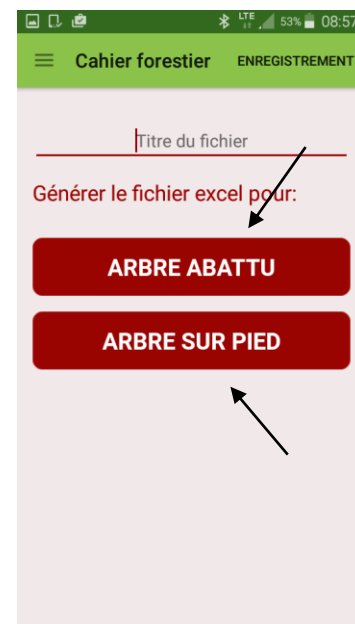 LTE 53% 08:57
Cahier forestier ENREGISTREMENT
Titre du fichier
Générer le fichier excel pour:
ARBRE ABATTU
ARBRE SUR PIED